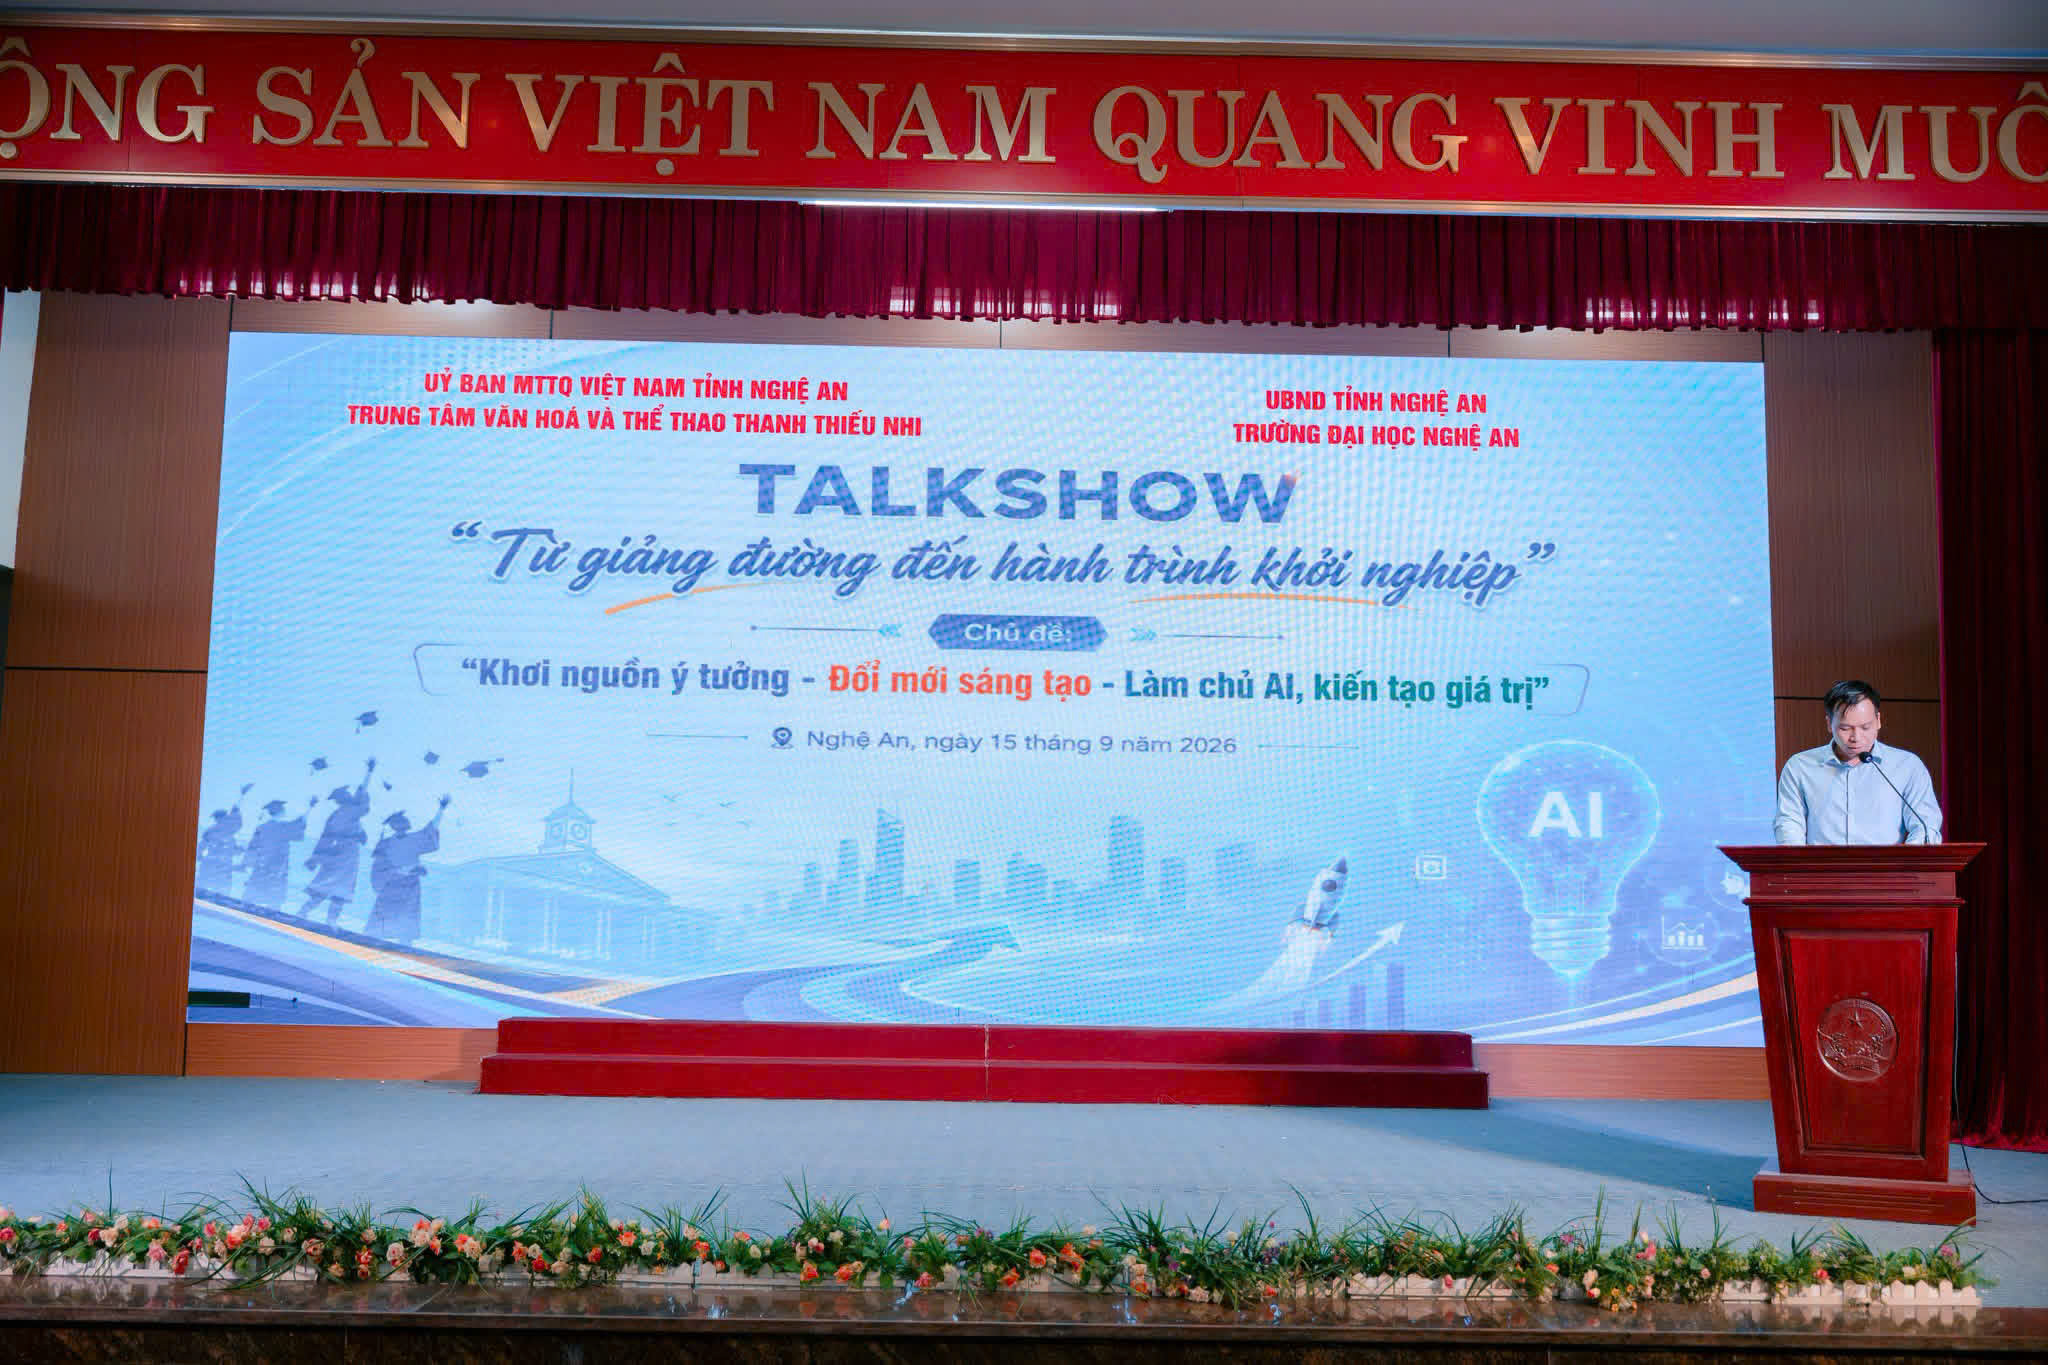 ỘNG SẢN VIỆT NAM QUANG VINH MUÔ
UỶ BAN MTTQ VIỆT NAM TỈNH NGHỆ AN
TRUNG TÂM VĂN HOÁ VÀ THỂ THAO THANH THIẾU NHI
UBND TỈNH NGHỆ AN
TRƯỜNG ĐẠI HỌC NGHỆ AN
TALKSHOW
“Từ giảng đường đến hành trình khởi nghiệp”
Chủ đề:
“Khơi nguồn ý tưởng - Đổi mới sáng tạo - Làm chủ AI, kiến tạo giá trị”
Nghệ An, ngày 15 tháng 9 năm 2026
AI